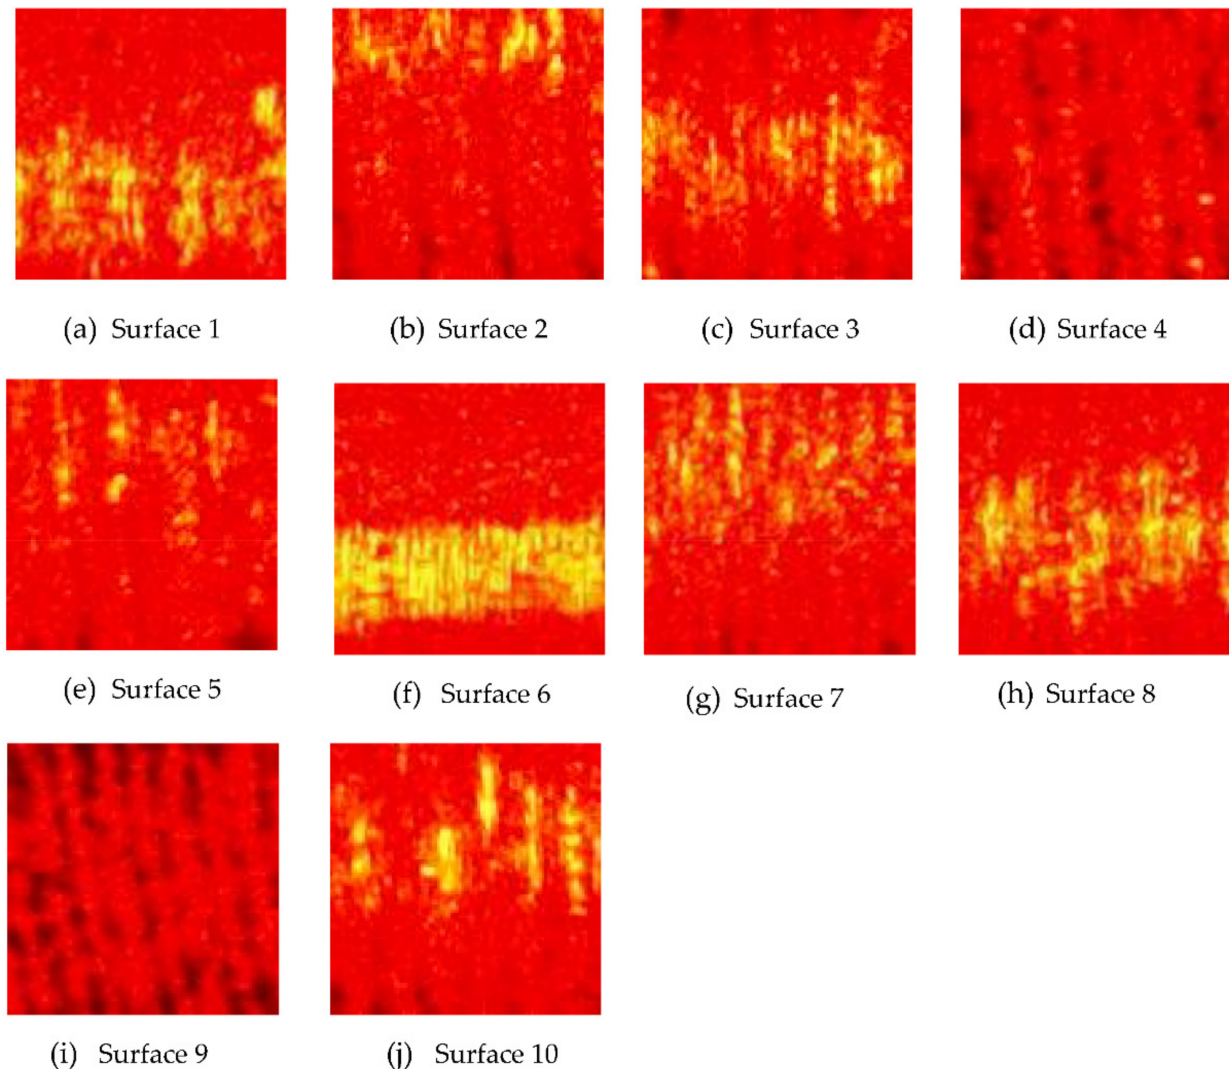 (a) Surface 1
(b) Surface 2
(c) Surface 3
(d) Surface 4
(e) Surface 5
(f) Surface 6
(g) Surface 7
(h) Surface 8
(i) Surface 9
(j) Surface 10